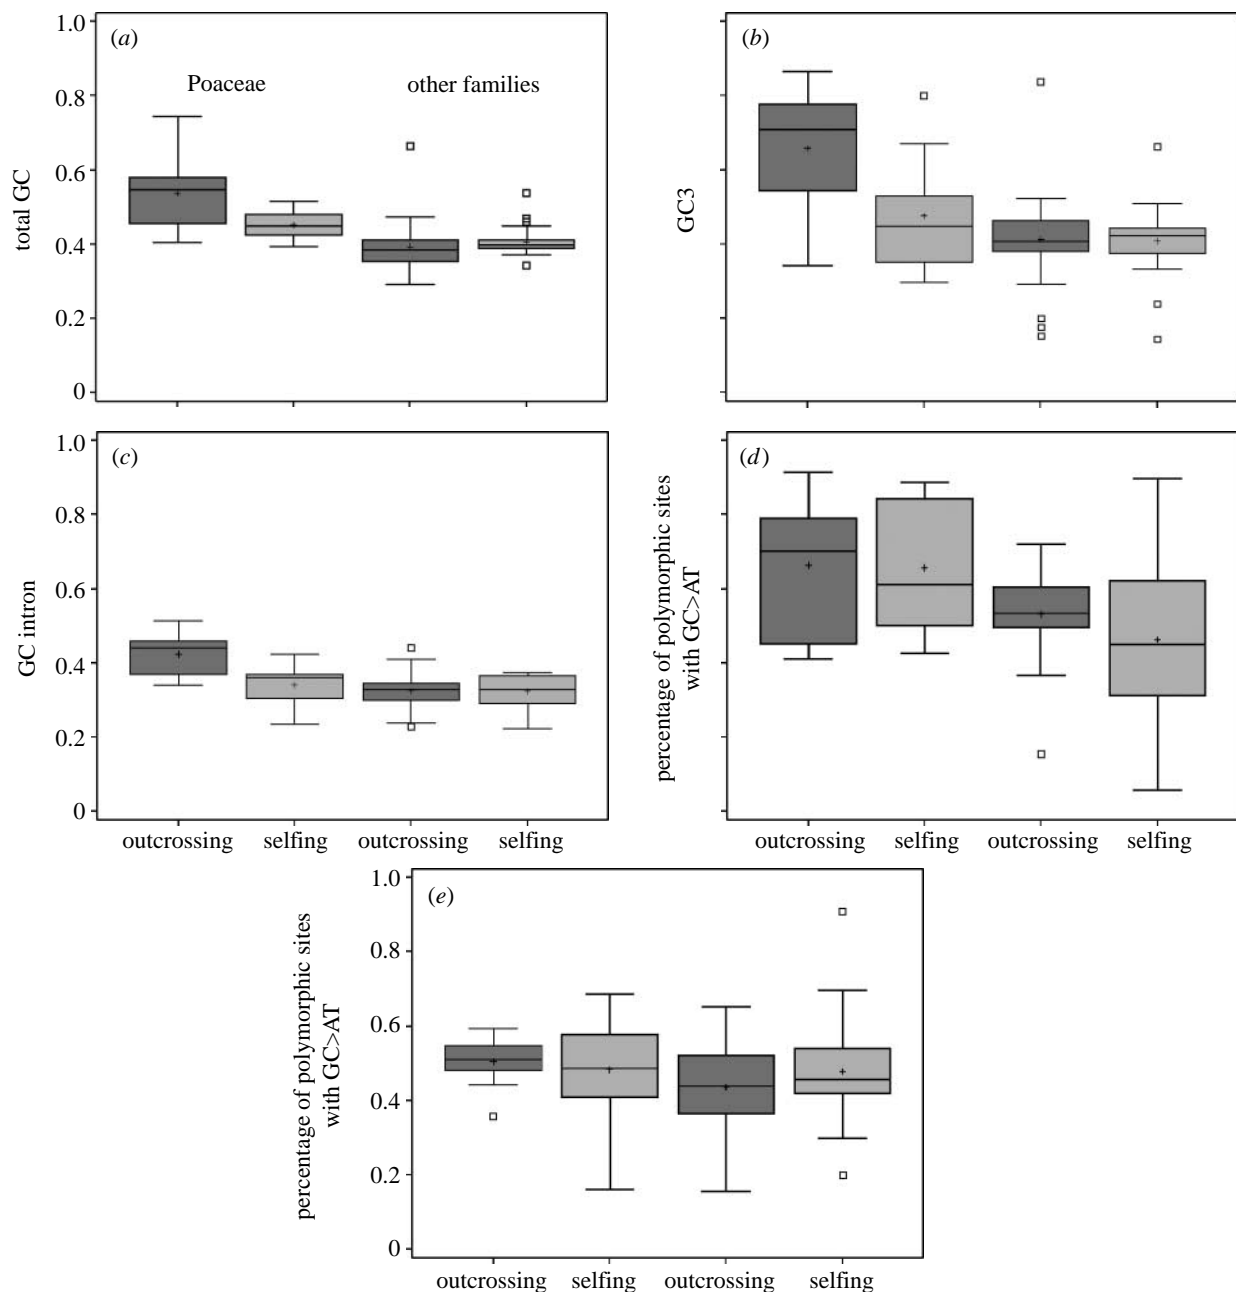 (a)
Poaceae
other families
total GC
1.0
0.8
0.6
0.4
0.2
0
(b)
GC3
(c)
GC intron
1.0
0.8
0.6
0.4
0.2
0
outcrossing
selfing
outcrossing
selfing
(d)
percentage of polymorphic sites
with GC>AT
outcrossing
selfing
outcrossing
selfing
(e)
percentage of polymorphic sites
with GC>AT
1.0
0.8
0.6
0.4
0.2
0
outcrossing
selfing
outcrossing
selfing